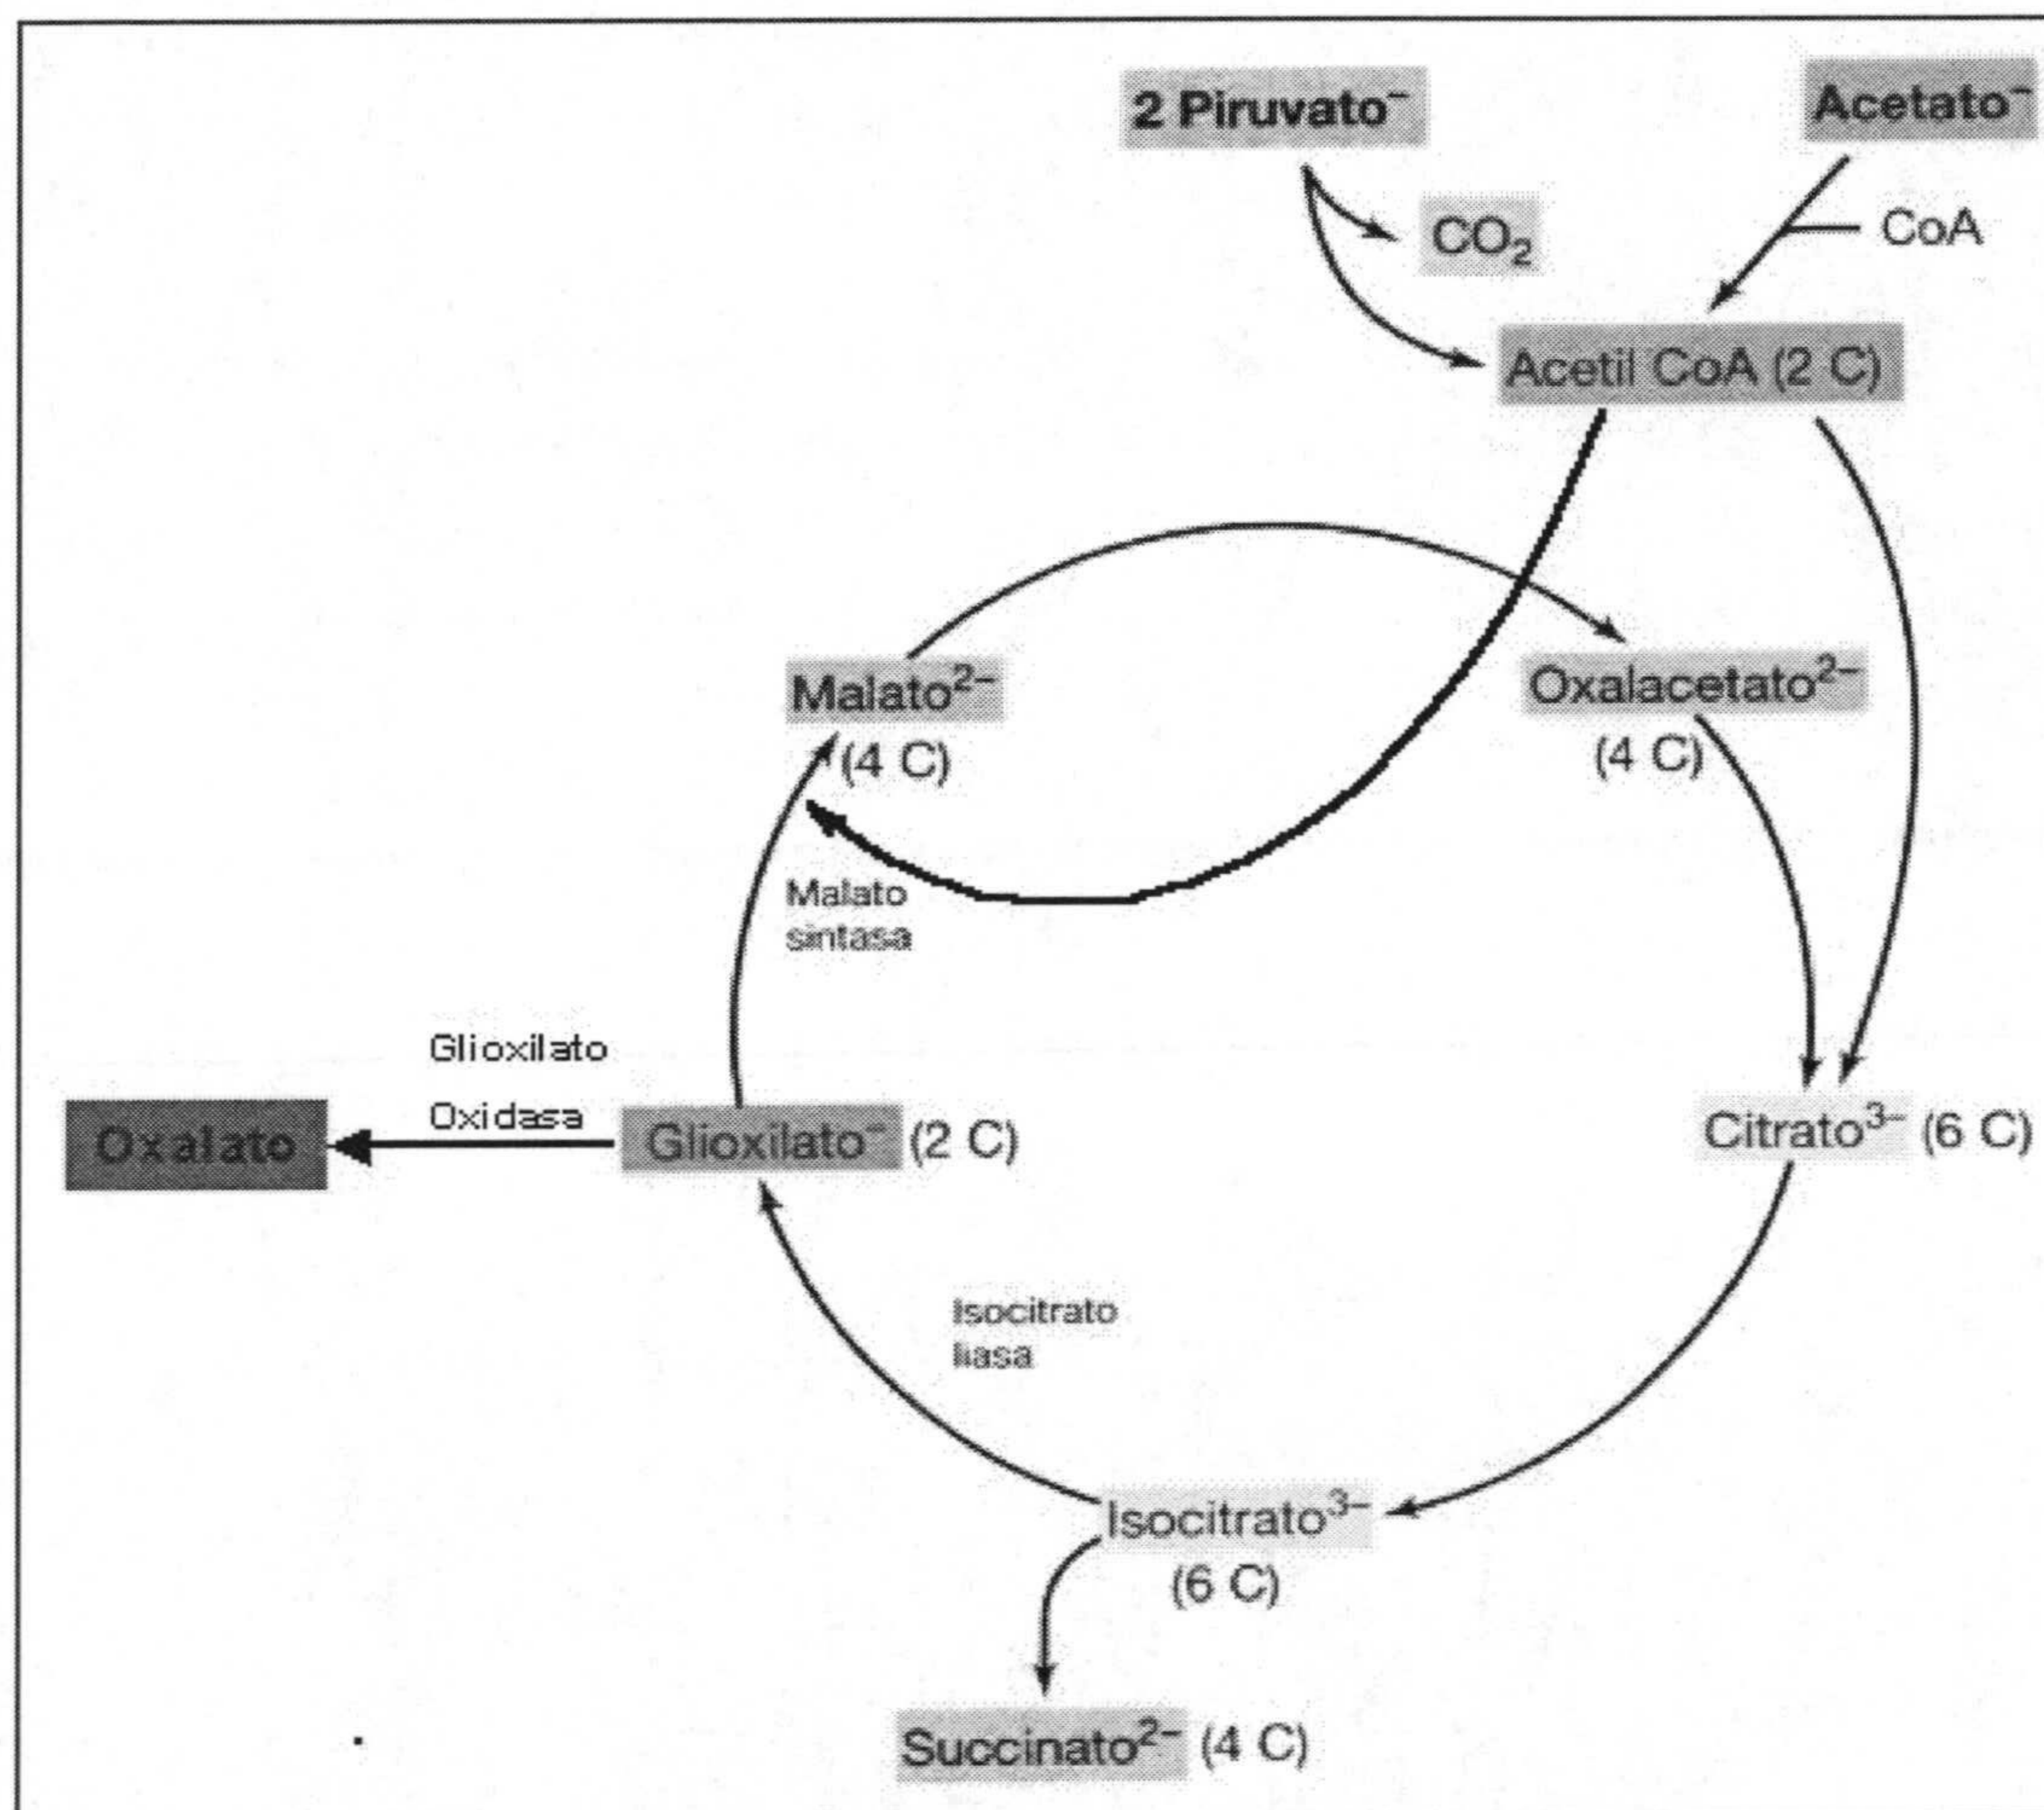 2 Piruvato⁻
Acetato⁻
CO₂
CoA
Acetil CoA (2 C)
Malato²⁻
(4 C)
Oxalacetato²⁻
(4 C)
Malato
sintasa
Glioxilato
Oxidasa
Oxalato
Glioxilato⁻ (2 C)
Citrato³⁻ (6 C)
Isocitrato
liasa
Isocitrato³⁻
(6 C)
Succinato²⁻ (4 C)